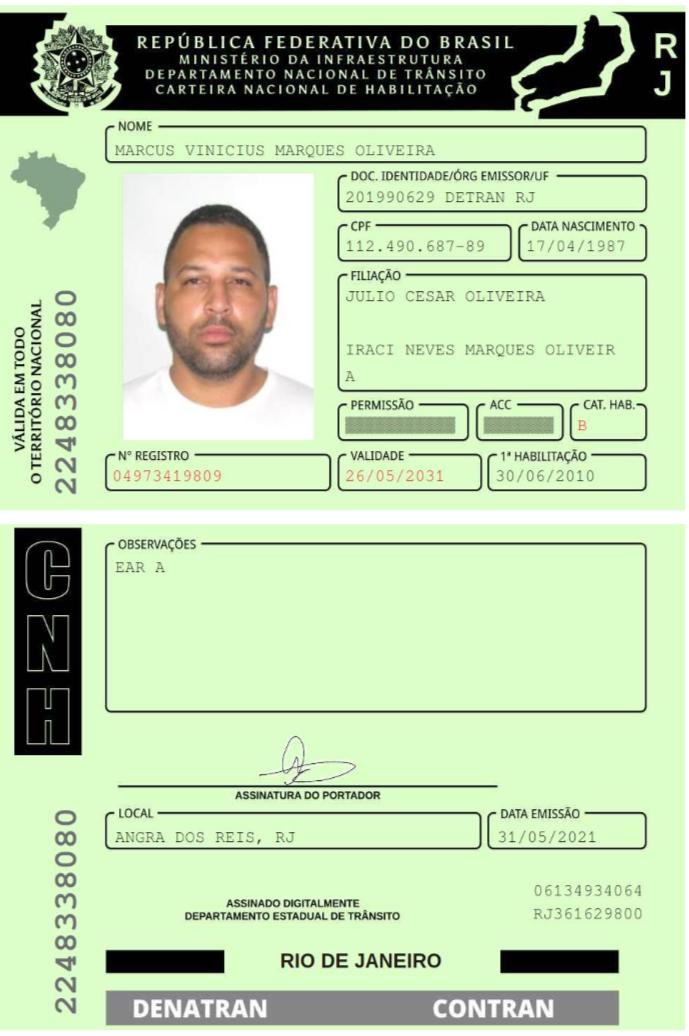 REPÚBLICA FEDERATIVA DO BRASIL
MINISTÉRIO DA INFRAESTRUTURA
DEPARTAMENTO NACIONAL DE TRÂNSITO
CARTEIRA NACIONAL DE HABILITAÇÃO
RJ
NOME
MARCUS VINICIUS MARQUES OLIVEIRA
DOC. IDENTIDADE/ÓRG EMISSOR/UF
201990629 DETRAN RJ
CPF
112.490.687-89
DATA NASCIMENTO
17/04/1987
FILIAÇÃO
JULIO CESAR OLIVEIRA
IRACI NEVES MARQUES OLIVEIR
A
PERMISSÃO
ACC
CAT. HAB.
B
Nº REGISTRO
04973419809
VALIDADE
26/05/2031
1ª HABILITAÇÃO
30/06/2010
VÁLIDA EM TODO
O TERRITÓRIO NACIONAL
2248338080
CNH
OBSERVAÇÕES
EAR A
ASSINATURA DO PORTADOR
LOCAL
ANGRA DOS REIS, RJ
DATA EMISSÃO
31/05/2021
2248338080
ASSINADO DIGITALMENTE
DEPARTAMENTO ESTADUAL DE TRÂNSITO
06134934064
RJ361629800
RIO DE JANEIRO
DENATRAN CONTRAN